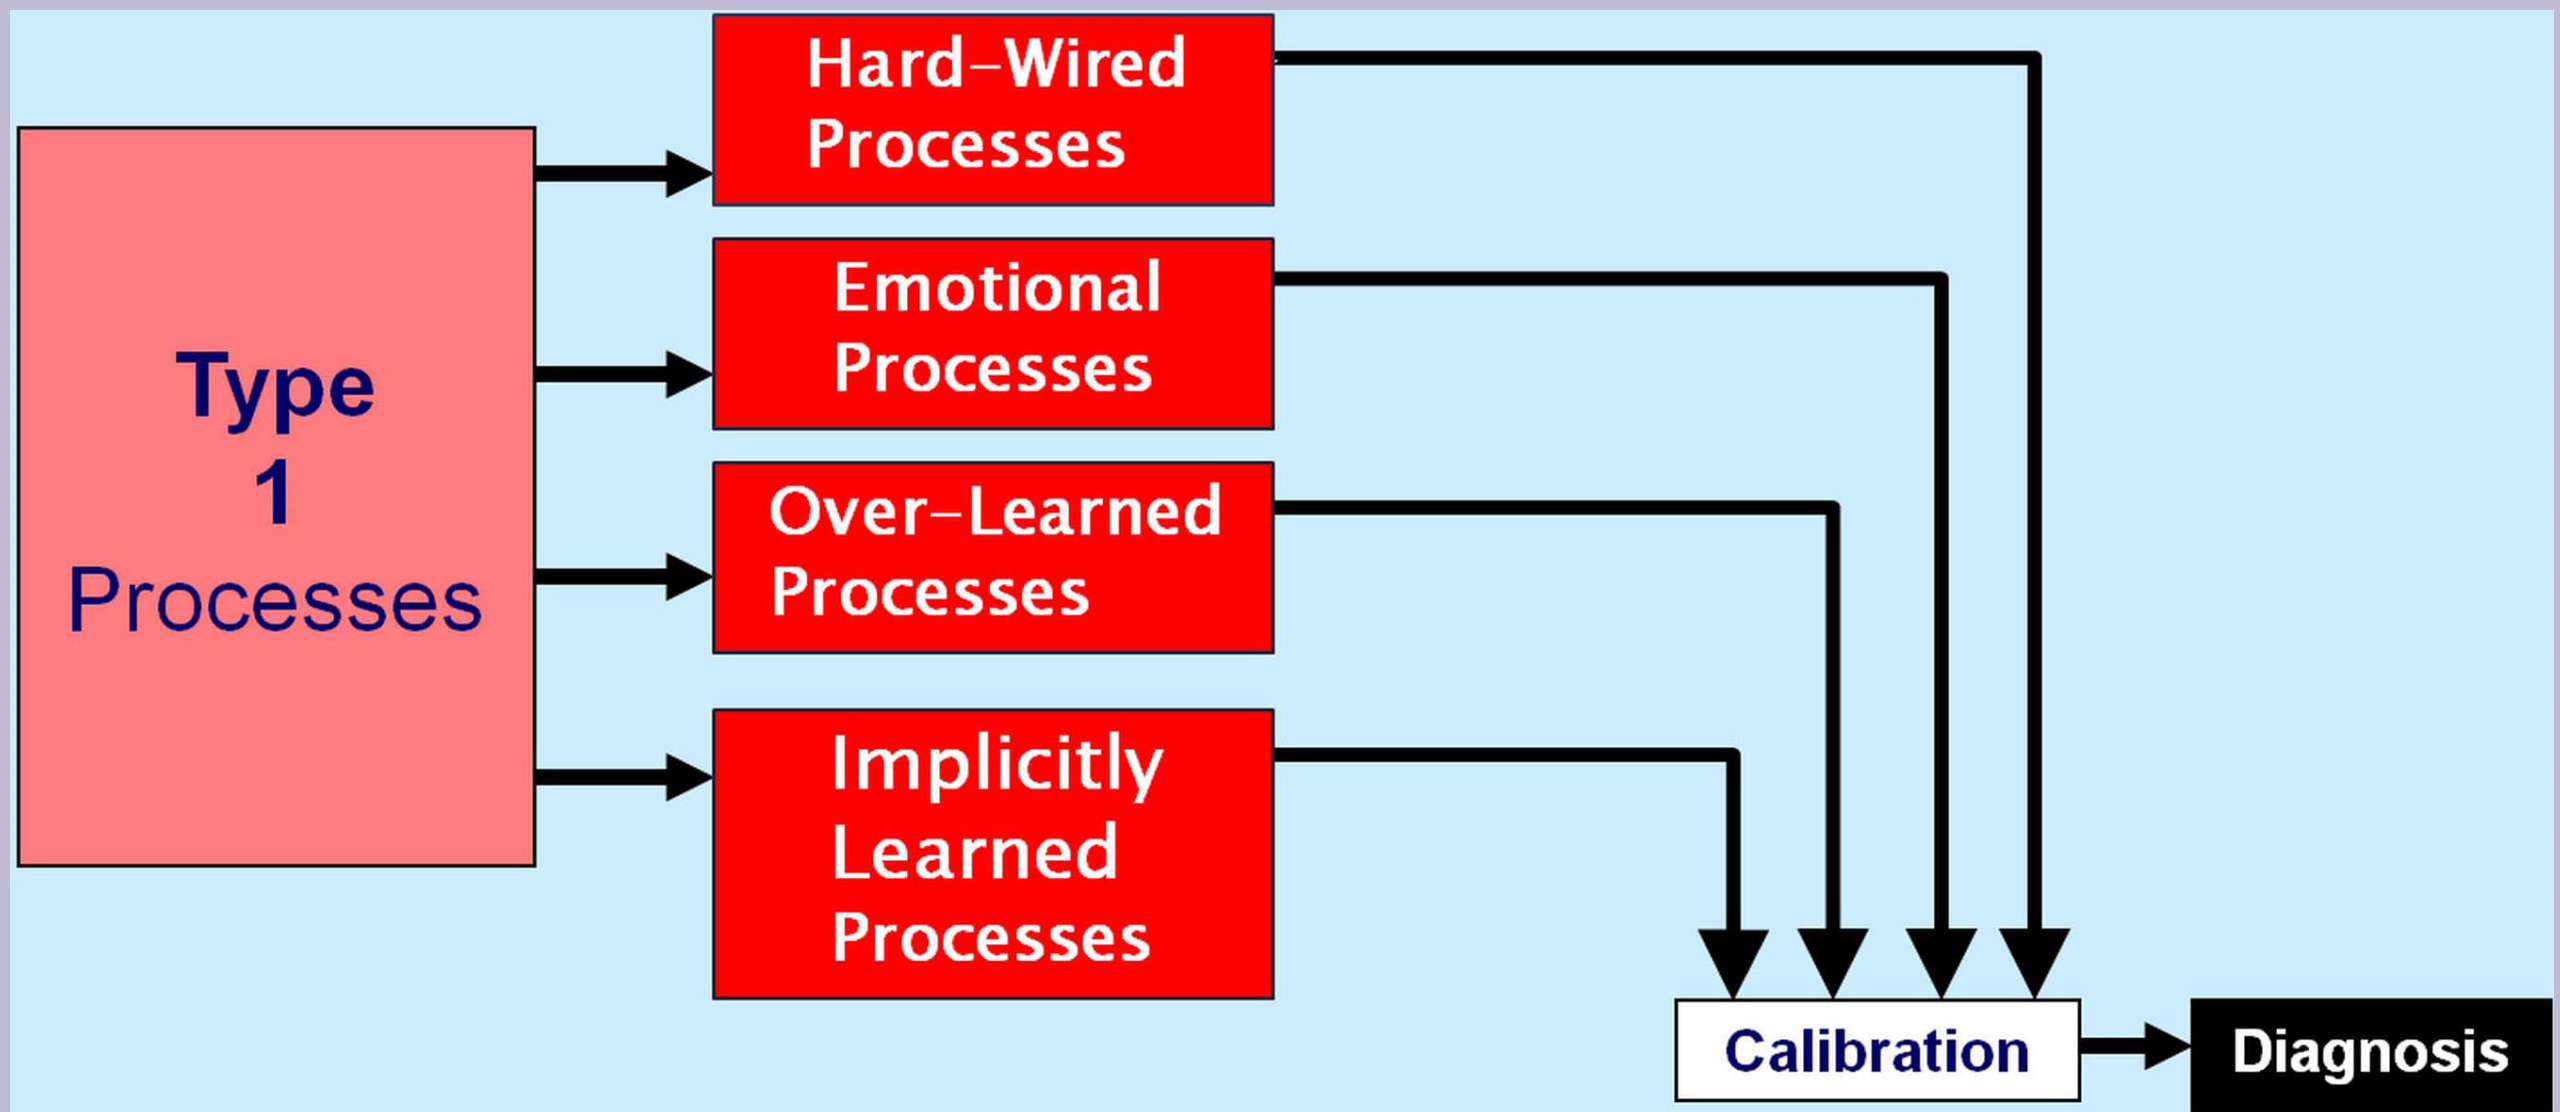 Type
1
Processes
Hard-Wired
Processes
Emotional
Processes
Over-Learned
Processes
Implicitly
Learned
Processes
Calibration
Diagnosis